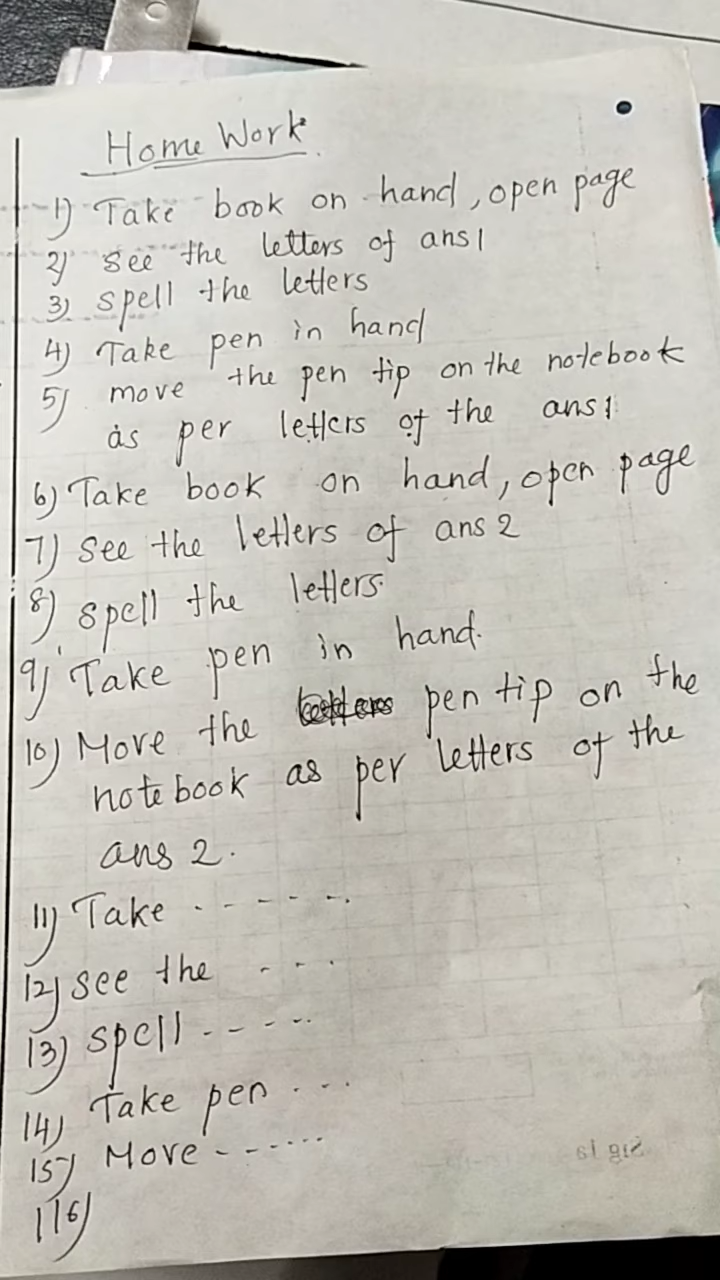 Home Work
1) Take book on hand, open page
2) see the letters of ans 1
3) spell the letters
4) Take pen in hand
5) move the pen tip on the notebook
as per letters of the ans 1.
6) Take book on hand, open page
7) see the letters of ans 2
8) spell the letters.
9) Take pen in hand.
10) Move the pen tip on the
notebook as per letters of the
ans 2.
11) Take - - - - - -.
12) see the - - -.
13) spell - - - - -.
14) Take pen - - -
15) Move - - - - - -
16)